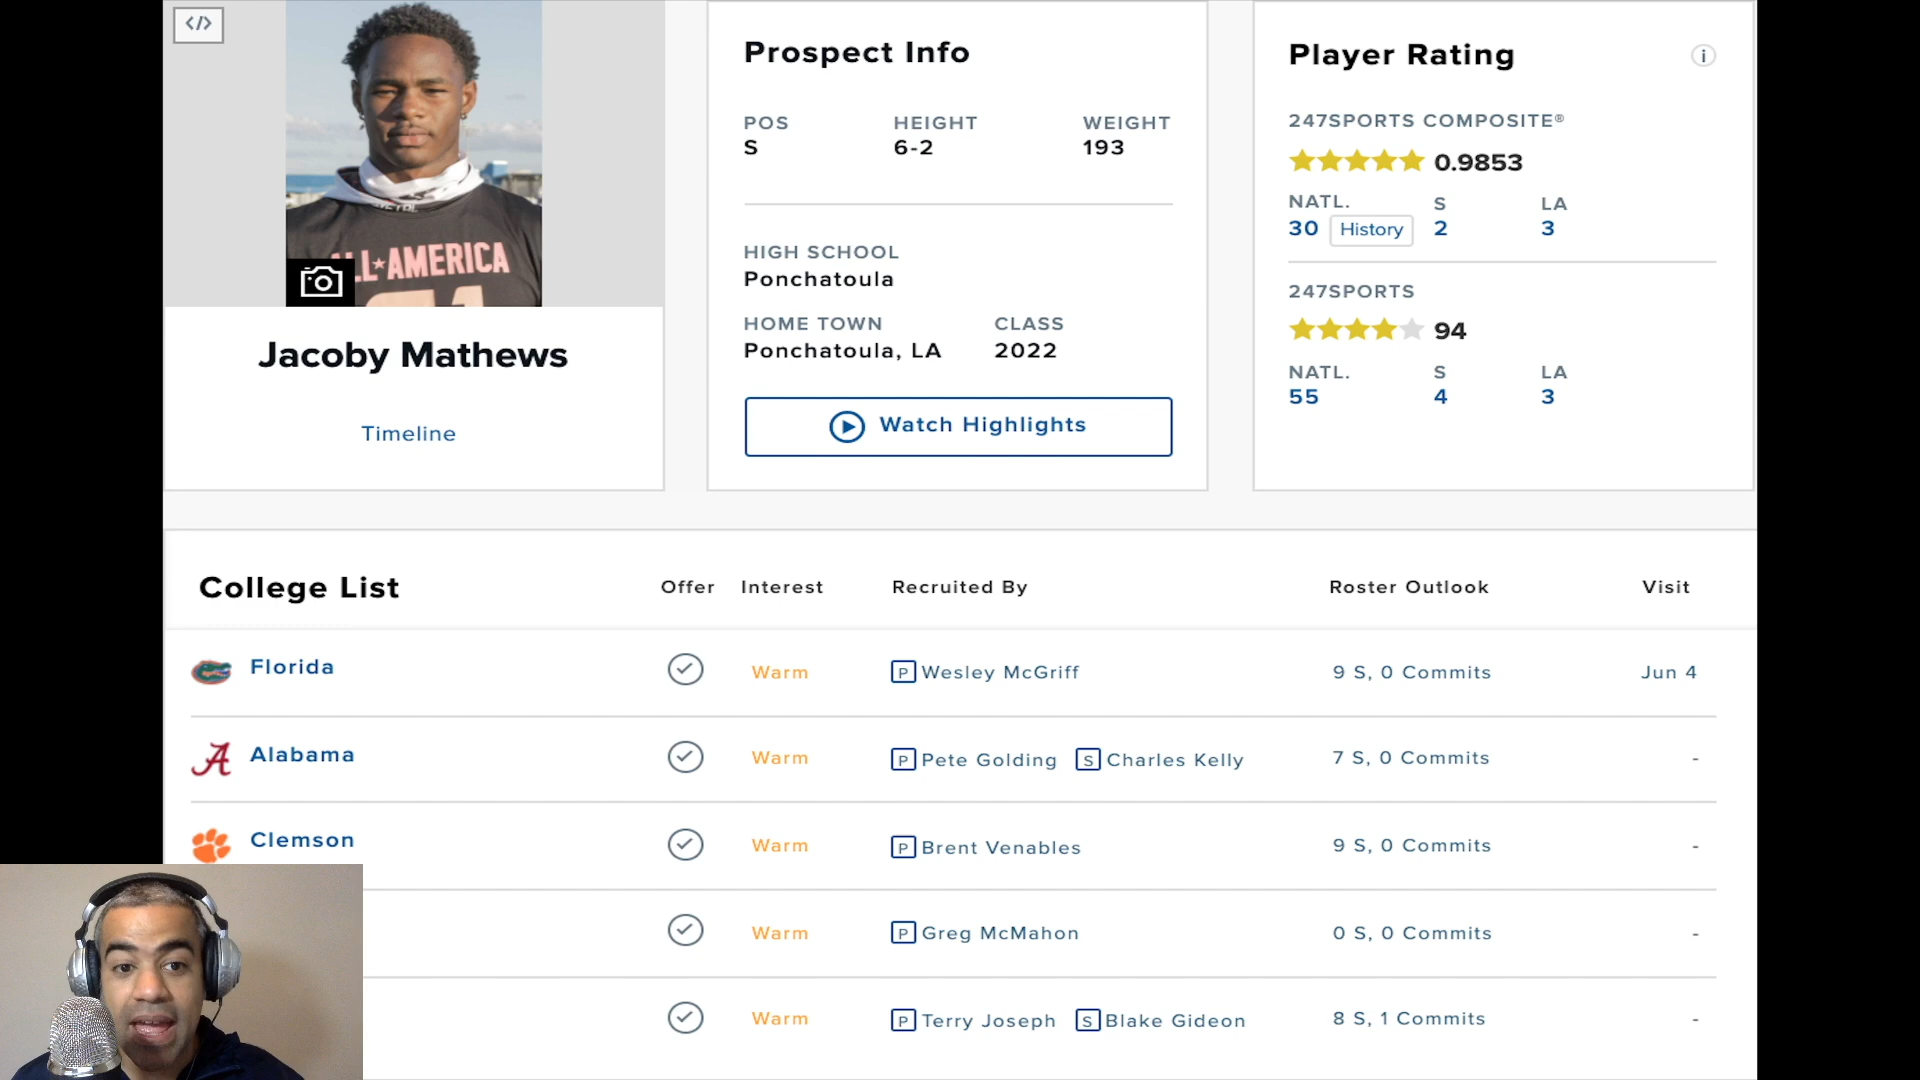 </>
ALL★AMERICA
Jacoby Mathews
Timeline
Prospect Info
POS HEIGHT WEIGHT
S 6-2 193
HIGH SCHOOL
Ponchatoula
HOME TOWN CLASS
Ponchatoula, LA 2022
Watch Highlights
Player Rating i
247SPORTS COMPOSITE®
0.9853
NATL. S LA
30 History 2 3
247SPORTS
94
NATL. S LA
55 4 3
College List Offer Interest Recruited By Roster Outlook Visit
Florida Warm P Wesley McGriff 9 S, 0 Commits Jun 4
A Alabama Warm P Pete Golding S Charles Kelly 7 S, 0 Commits -
Clemson Warm P Brent Venables 9 S, 0 Commits -
Warm P Greg McMahon 0 S, 0 Commits -
Warm P Terry Joseph S Blake Gideon 8 S, 1 Commits -